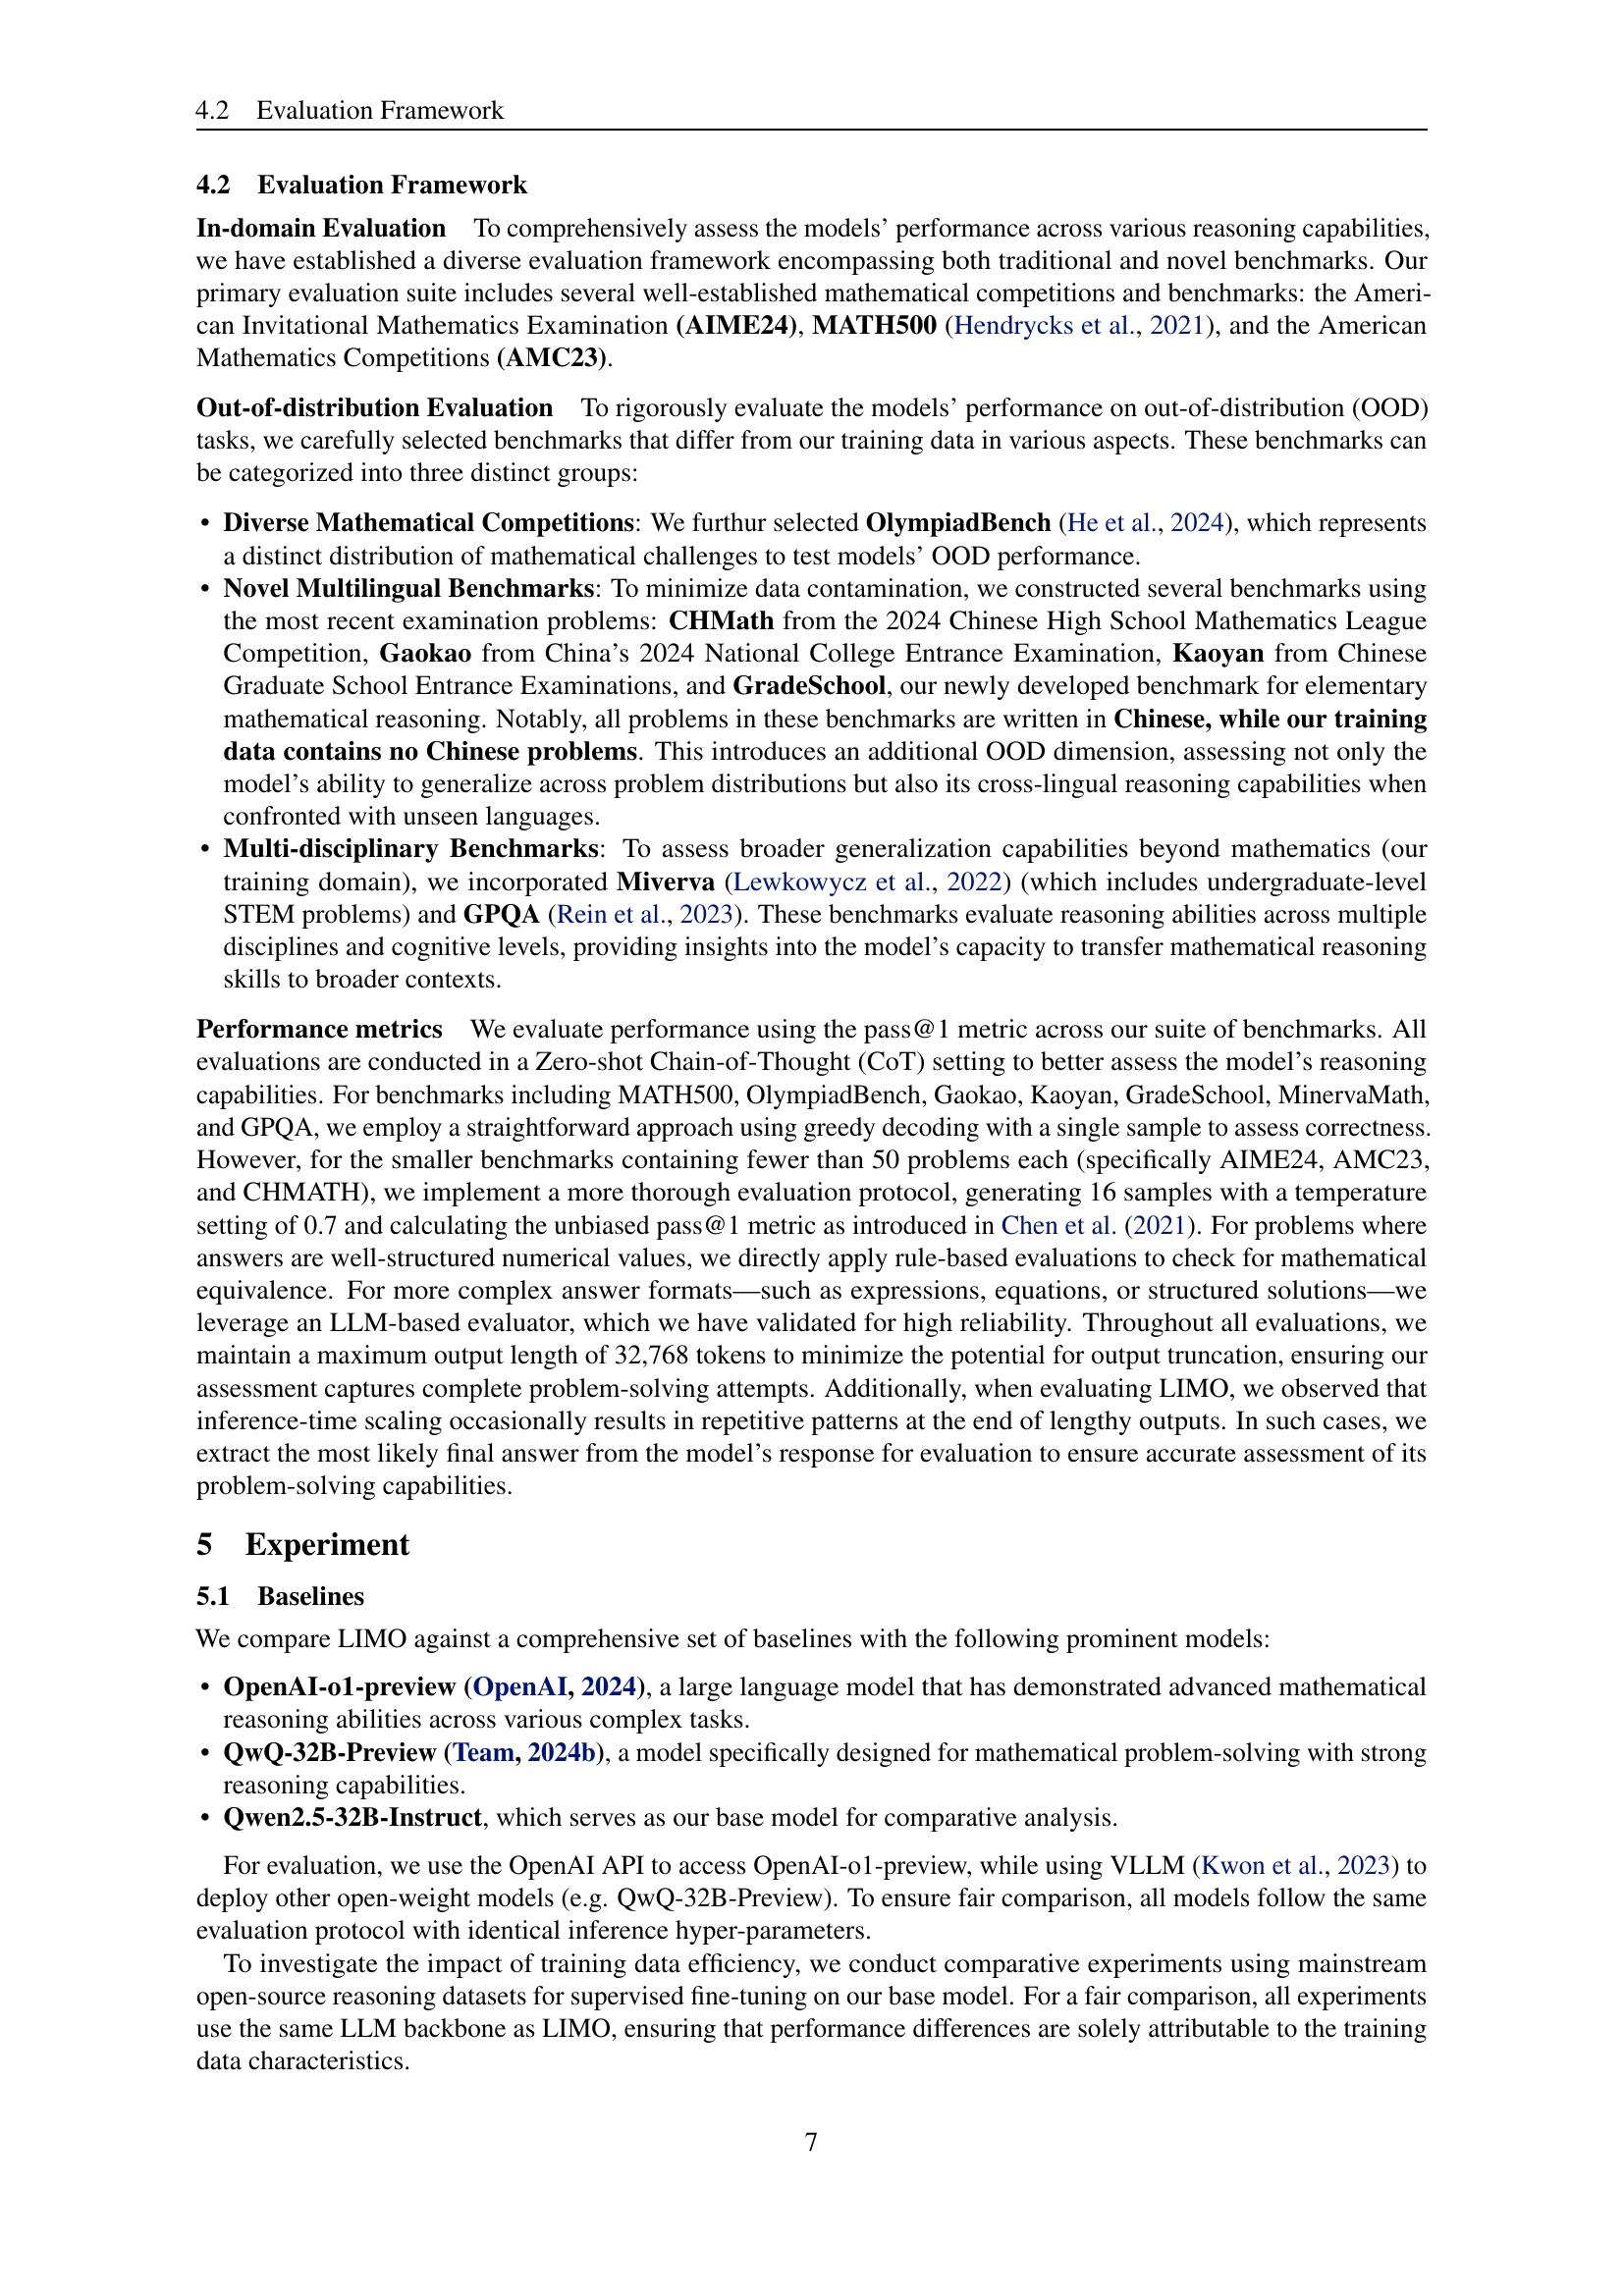 4.2 Evaluation Framework
4.2 Evaluation Framework
In-domain Evaluation To comprehensively assess the models’ performance across various reasoning capabilities,
we have established a diverse evaluation framework encompassing both traditional and novel benchmarks. Our
primary evaluation suite includes several well-established mathematical competitions and benchmarks: the Ameri-
can Invitational Mathematics Examination (AIME24), MATH500 (Hendrycks et al., 2021), and the American
Mathematics Competitions (AMC23).
Out-of-distribution Evaluation To rigorously evaluate the models’ performance on out-of-distribution (OOD)
tasks, we carefully selected benchmarks that differ from our training data in various aspects. These benchmarks can
be categorized into three distinct groups:
• Diverse Mathematical Competitions: We furthur selected OlympiadBench (He et al., 2024), which represents
a distinct distribution of mathematical challenges to test models’ OOD performance.
• Novel Multilingual Benchmarks: To minimize data contamination, we constructed several benchmarks using
the most recent examination problems: CHMath from the 2024 Chinese High School Mathematics League
Competition, Gaokao from China’s 2024 National College Entrance Examination, Kaoyan from Chinese
Graduate School Entrance Examinations, and GradeSchool, our newly developed benchmark for elementary
mathematical reasoning. Notably, all problems in these benchmarks are written in Chinese, while our training
data contains no Chinese problems. This introduces an additional OOD dimension, assessing not only the
model’s ability to generalize across problem distributions but also its cross-lingual reasoning capabilities when
confronted with unseen languages.
• Multi-disciplinary Benchmarks: To assess broader generalization capabilities beyond mathematics (our
training domain), we incorporated Miverva (Lewkowycz et al., 2022) (which includes undergraduate-level
STEM problems) and GPQA (Rein et al., 2023). These benchmarks evaluate reasoning abilities across multiple
disciplines and cognitive levels, providing insights into the model’s capacity to transfer mathematical reasoning
skills to broader contexts.
Performance metrics We evaluate performance using the pass@1 metric across our suite of benchmarks. All
evaluations are conducted in a Zero-shot Chain-of-Thought (CoT) setting to better assess the model’s reasoning
capabilities. For benchmarks including MATH500, OlympiadBench, Gaokao, Kaoyan, GradeSchool, MinervaMath,
and GPQA, we employ a straightforward approach using greedy decoding with a single sample to assess correctness.
However, for the smaller benchmarks containing fewer than 50 problems each (specifically AIME24, AMC23,
and CHMATH), we implement a more thorough evaluation protocol, generating 16 samples with a temperature
setting of 0.7 and calculating the unbiased pass@1 metric as introduced in Chen et al. (2021). For problems where
answers are well-structured numerical values, we directly apply rule-based evaluations to check for mathematical
equivalence. For more complex answer formats—such as expressions, equations, or structured solutions—we
leverage an LLM-based evaluator, which we have validated for high reliability. Throughout all evaluations, we
maintain a maximum output length of 32,768 tokens to minimize the potential for output truncation, ensuring our
assessment captures complete problem-solving attempts. Additionally, when evaluating LIMO, we observed that
inference-time scaling occasionally results in repetitive patterns at the end of lengthy outputs. In such cases, we
extract the most likely final answer from the model’s response for evaluation to ensure accurate assessment of its
problem-solving capabilities.
5 Experiment
5.1 Baselines
We compare LIMO against a comprehensive set of baselines with the following prominent models:
• OpenAI-o1-preview (OpenAI, 2024), a large language model that has demonstrated advanced mathematical
reasoning abilities across various complex tasks.
• QwQ-32B-Preview (Team, 2024b), a model specifically designed for mathematical problem-solving with strong
reasoning capabilities.
• Qwen2.5-32B-Instruct, which serves as our base model for comparative analysis.
For evaluation, we use the OpenAI API to access OpenAI-o1-preview, while using VLLM (Kwon et al., 2023) to
deploy other open-weight models (e.g. QwQ-32B-Preview). To ensure fair comparison, all models follow the same
evaluation protocol with identical inference hyper-parameters.
To investigate the impact of training data efficiency, we conduct comparative experiments using mainstream
open-source reasoning datasets for supervised fine-tuning on our base model. For a fair comparison, all experiments
use the same LLM backbone as LIMO, ensuring that performance differences are solely attributable to the training
data characteristics.
7